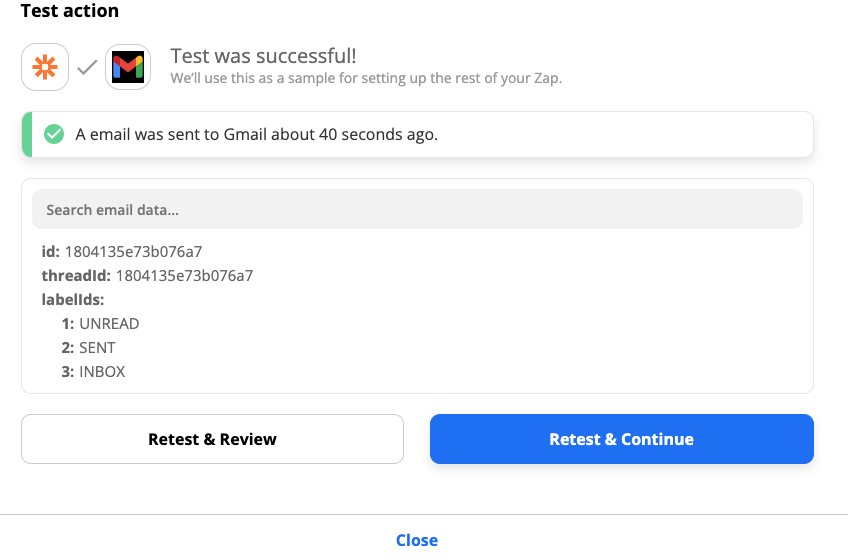 Test action
Test was successful!
We'll use this as a sample for setting up the rest of your Zap.
A email was sent to Gmail about 40 seconds ago.
Search email data...
id: 1804135e73b076a7
threadId: 1804135e73b076a7
labelIds:
1: UNREAD
2: SENT
3: INBOX
Retest & Review
Retest & Continue
Close